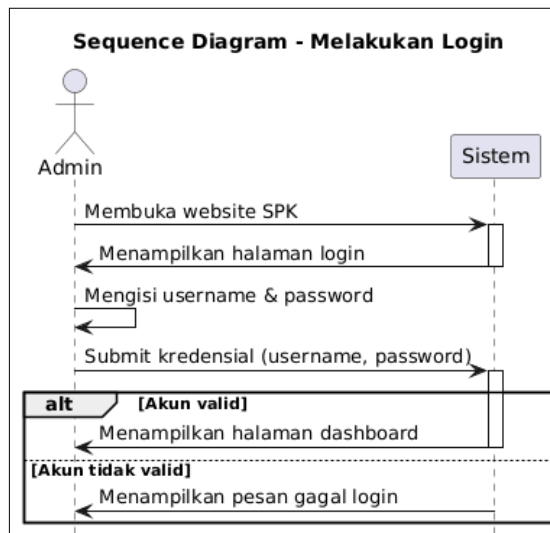 Sequence Diagram - Melakukan Login
Admin
Sistem
Membuka website SPK
Menampilkan halaman login
Mengisi username & password
Submit kredensial (username, password)
alt [Akun valid]
Menampilkan halaman dashboard
[Akun tidak valid]
Menampilkan pesan gagal login